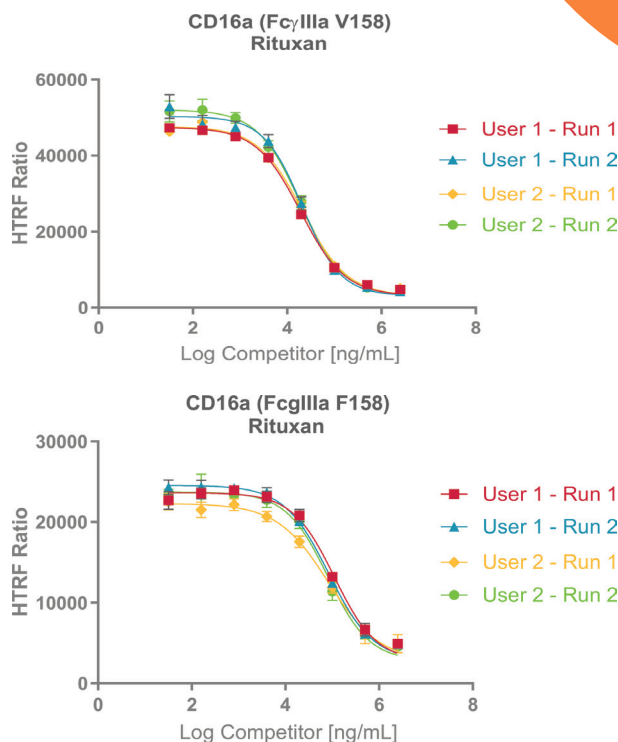 CD16a (FcγIIIa V158)
Rituxan
60000
40000
20000
0
HTRF Ratio
0
2
4
6
8
Log Competitor [ng/mL]
User 1 - Run 1
User 1 - Run 2
User 2 - Run 1
User 2 - Run 2
CD16a (FcgIIIa F158)
Rituxan
30000
20000
10000
0
HTRF Ratio
0
2
4
6
8
Log Competitor [ng/mL]
User 1 - Run 1
User 1 - Run 2
User 2 - Run 1
User 2 - Run 2